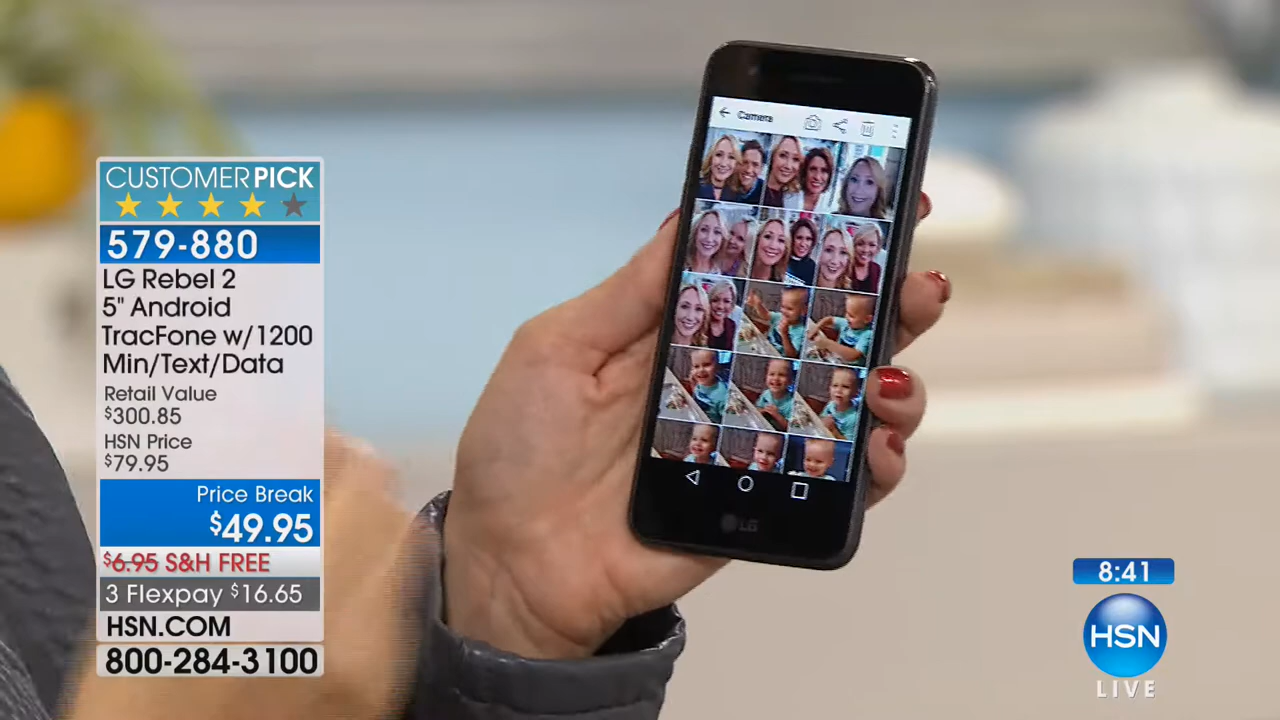 CUSTOMER PICK
579-880
LG Rebel 2
5" Android
TracFone w/1200
Min/Text/Data
Retail Value
$300.85
HSN Price
$79.95
Price Break
$49.95
$6.95 S&H FREE
3 Flexpay $16.65
HSN.COM
800-284-3100
Camera
LG
8:41
HSN
LIVE